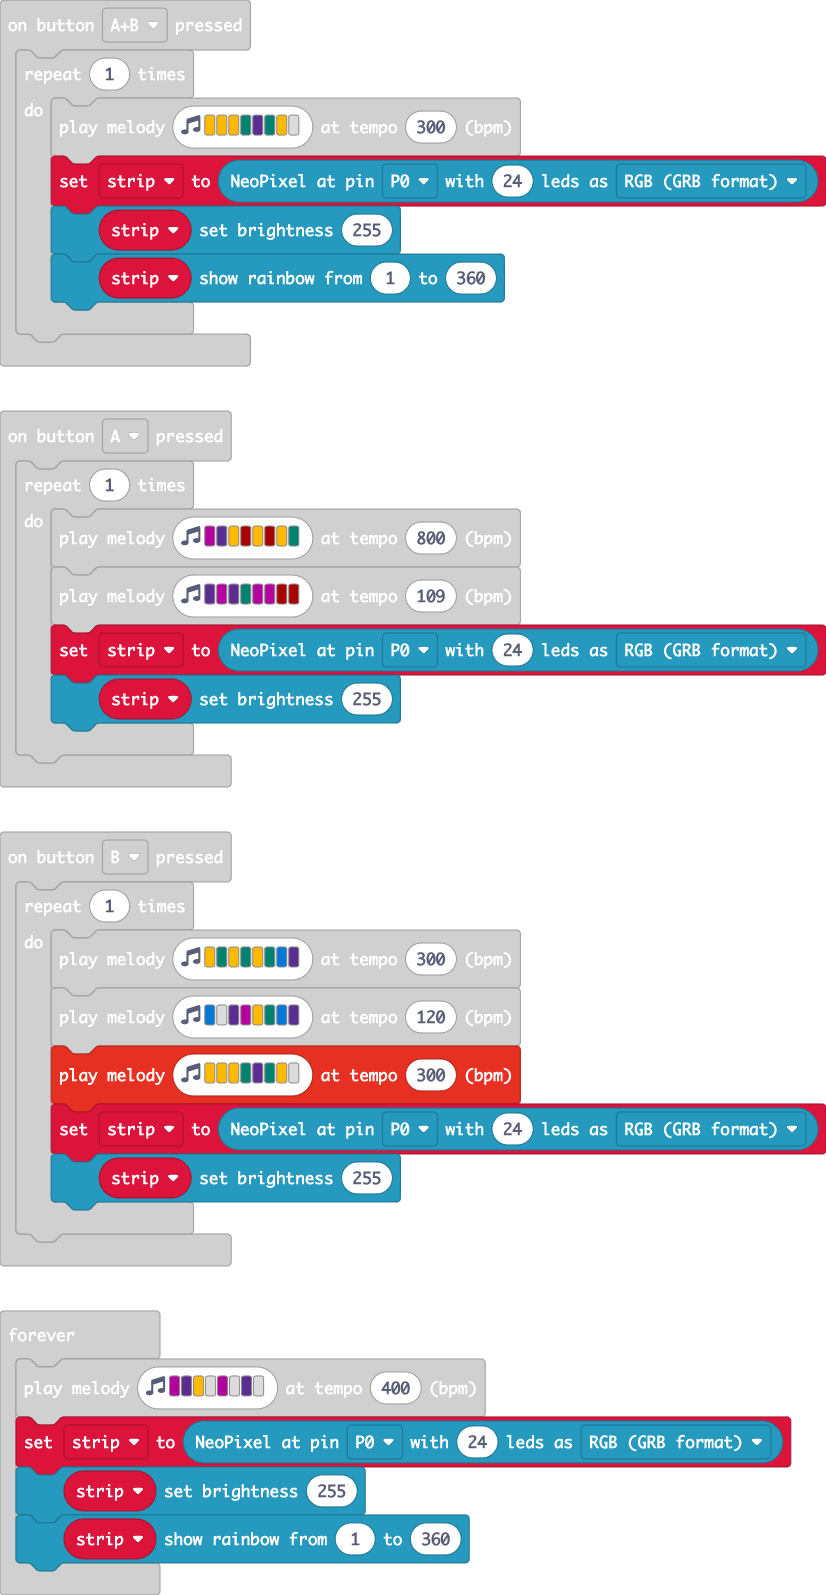 on button A+B pressed
repeat 1 times
do
play melody at tempo 300 (bpm)
set strip to NeoPixel at pin P0 with 24 leds as RGB (GRB format)
strip set brightness 255
strip show rainbow from 1 to 360
on button A pressed
repeat 1 times
do
play melody at tempo 800 (bpm)
play melody at tempo 109 (bpm)
set strip to NeoPixel at pin P0 with 24 leds as RGB (GRB format)
strip set brightness 255
on button B pressed
repeat 1 times
do
play melody at tempo 300 (bpm)
play melody at tempo 120 (bpm)
play melody at tempo 300 (bpm)
set strip to NeoPixel at pin P0 with 24 leds as RGB (GRB format)
strip set brightness 255
forever
play melody at tempo 400 (bpm)
set strip to NeoPixel at pin P0 with 24 leds as RGB (GRB format)
strip set brightness 255
strip show rainbow from 1 to 360